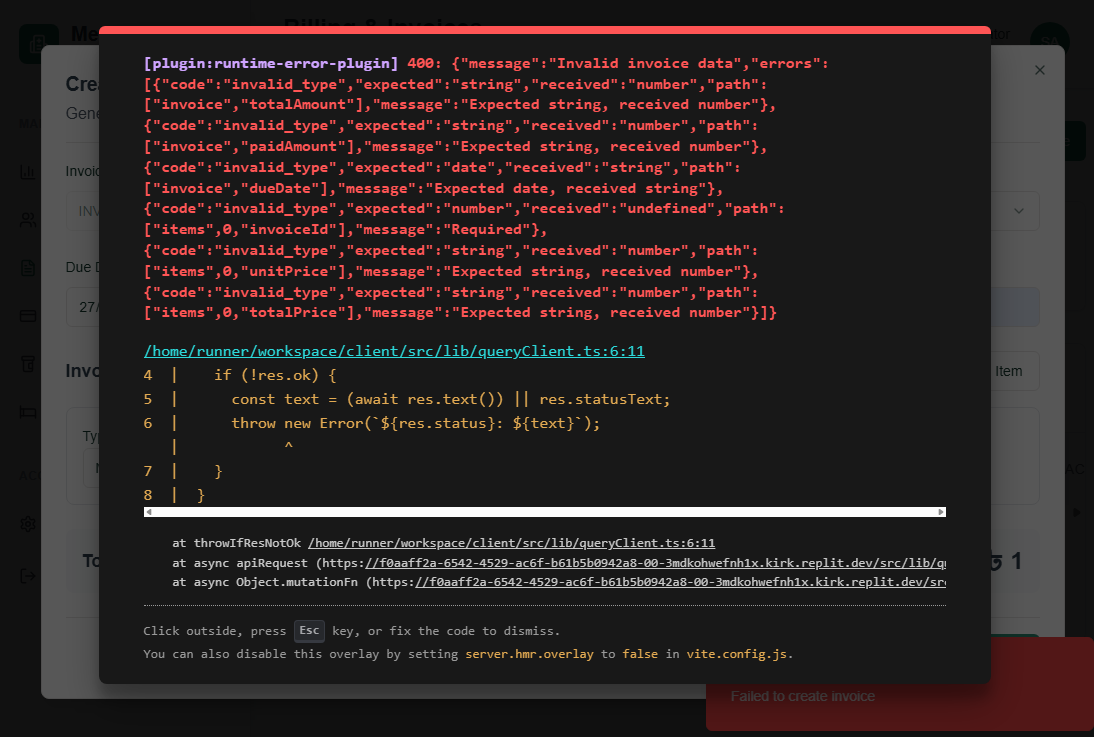 Billing & Invoices
[plugin:runtime-error-plugin] 400: {"message":"Invalid invoice data","errors":
[{"code":"invalid_type","expected":"string","received":"number","path":
["invoice","totalAmount"],"message":"Expected string, received number"},
{"code":"invalid_type","expected":"string","received":"number","path":
["invoice","paidAmount"],"message":"Expected string, received number"},
{"code":"invalid_type","expected":"date","received":"string","path":
["invoice","dueDate"],"message":"Expected date, received string"},
{"code":"invalid_type","expected":"number","received":"undefined","path":
["items",0,"invoiceId"],"message":"Required"},
{"code":"invalid_type","expected":"string","received":"number","path":
["items",0,"unitPrice"],"message":"Expected string, received number"},
{"code":"invalid_type","expected":"string","received":"number","path":
["items",0,"totalPrice"],"message":"Expected string, received number"}]}
/home/runner/workspace/client/src/lib/queryClient.ts:6:11
4 | if (!res.ok) {
5 | const text = (await res.text()) || res.statusText;
6 | throw new Error(`${res.status}: ${text}`);
| ^
7 | }
8 | }
Item
at throwIfResNotOk /home/runner/workspace/client/src/lib/queryClient.ts:6:11
at async apiRequest (https://f0aaff2a-6542-4529-ac6f-b61b5b0942a8-00-3mdkohwefnh1x.kirk.replit.dev/src/lib/qu
at async Object.mutationFn (https://f0aaff2a-6542-4529-ac6f-b61b5b0942a8-00-3mdkohwefnh1x.kirk.replit.dev/src
1
Click outside, press Esc key, or fix the code to dismiss.
You can also disable this overlay by setting server.hmr.overlay to false in vite.config.js.
Failed to create invoice